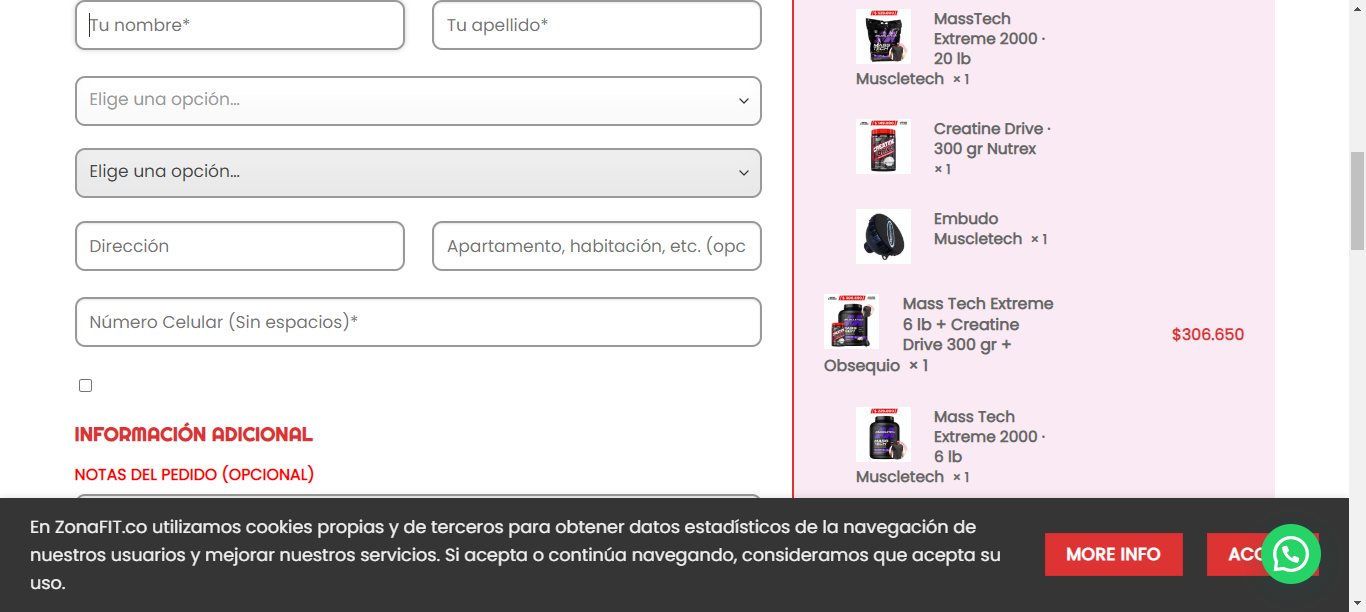 Tu nombre*
Tu apellido*
Elige una opción...
Elige una opción...
Dirección
Apartamento, habitación, etc. (opc
Número Celular (Sin espacios)*
INFORMACIÓN ADICIONAL
NOTAS DEL PEDIDO (OPCIONAL)
MassTech
Extreme 2000 ·
20 lb
Muscletech × 1
Creatine Drive ·
300 gr Nutrex
× 1
Embudo
Muscletech × 1
Mass Tech Extreme
6 lb + Creatine
Drive 300 gr +
Obsequio × 1
$306.650
Mass Tech
Extreme 2000 ·
6 lb
Muscletech × 1
En ZonaFIT.co utilizamos cookies propias y de terceros para obtener datos estadísticos de la navegación de
nuestros usuarios y mejorar nuestros servicios. Si acepta o continúa navegando, consideramos que acepta su
uso.
MORE INFO